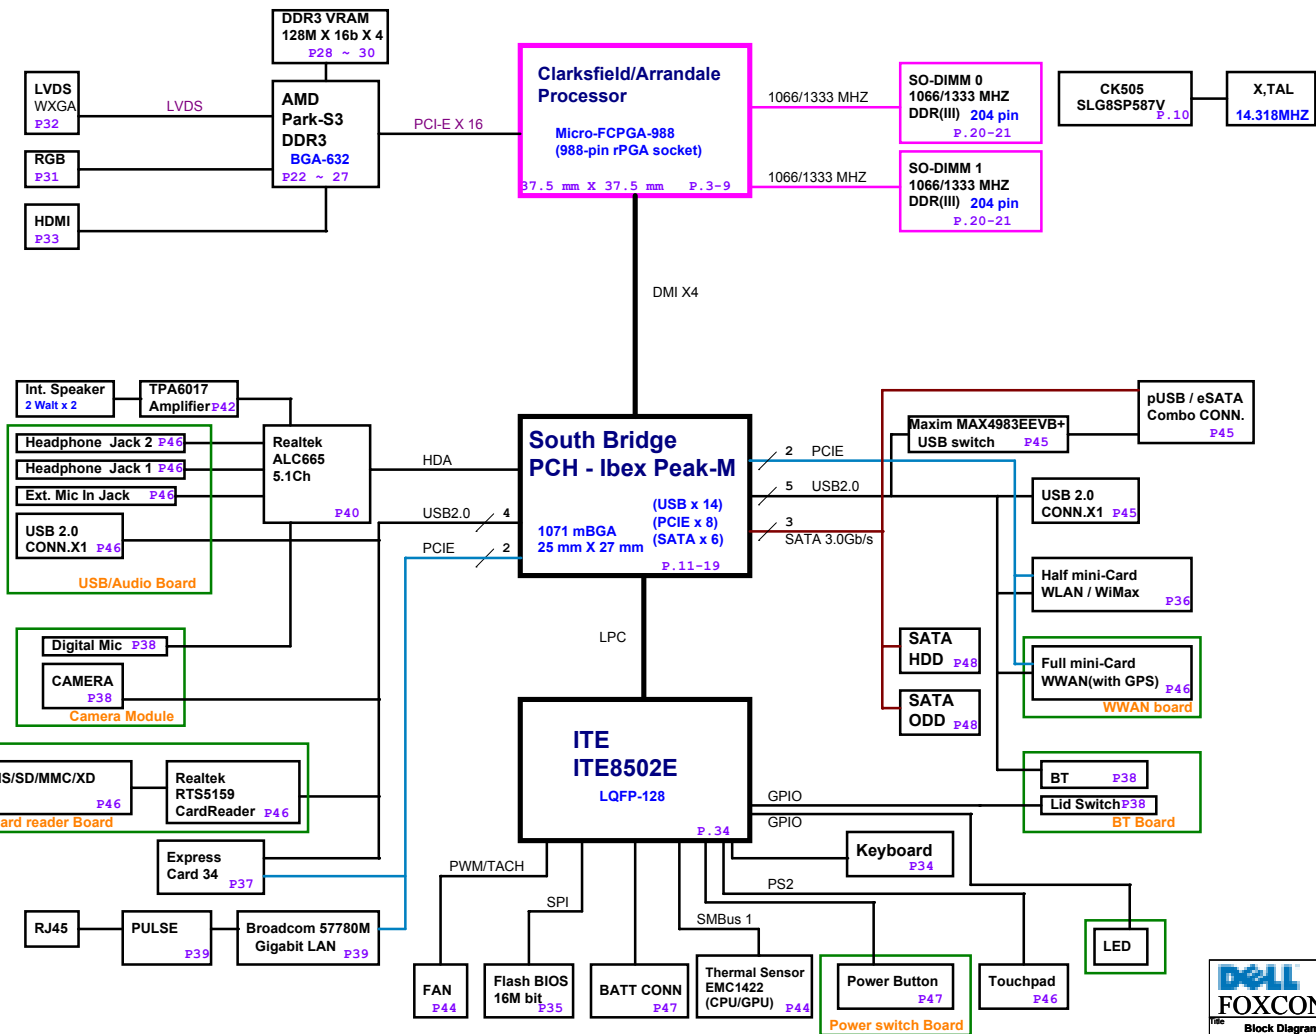 DDR3 VRAM
128M X 16b X 4
P28 ~ 30
LVDS
WXGA
P32
LVDS
AMD
Park-S3
DDR3
BGA-632
P22 ~ 27
RGB
P31
HDMI
P33
PCI-E X 16
Clarksfield/Arrandale
Processor
Micro-FCPGA-988
(988-pin rPGA socket)
37.5 mm X 37.5 mm P.3-9
1066/1333 MHZ
SO-DIMM 0
1066/1333 MHZ
DDR(III) 204 pin
P.20-21
1066/1333 MHZ
SO-DIMM 1
1066/1333 MHZ
DDR(III) 204 pin
P.20-21
CK505
SLG8SP587V
P.10
X,TAL
14.318MHZ
DMI X4
Int. Speaker
2 Walt x 2
TPA6017
Amplifier P42
Headphone Jack 2 P46
Headphone Jack 1 P46
Ext. Mic In Jack P46
USB 2.0
CONN.X1 P46
USB/Audio Board
Realtek
ALC665
5.1Ch
P40
HDA
USB2.0 4
PCIE 2
South Bridge
PCH - Ibex Peak-M
(USB x 14)
(PCIE x 8)
(SATA x 6)
1071 mBGA
25 mm X 27 mm
P.11-19
2 PCIE
5 USB2.0
3
SATA 3.0Gb/s
Maxim MAX4983EEVB+
USB switch P45
pUSB / eSATA
Combo CONN.
P45
USB 2.0
CONN.X1 P45
Half mini-Card
WLAN / WiMax
P36
Full mini-Card
WWAN(with GPS) P46
WWAN board
SATA
HDD P48
SATA
ODD P48
BT P38
Lid Switch P38
BT Board
Digital Mic P38
CAMERA
P38
Camera Module
LPC
S/SD/MMC/XD
P46
ard reader Board
Realtek
RTS5159
CardReader P46
Express
Card 34
P37
RJ45
PULSE
P39
Broadcom 57780M
Gigabit LAN P39
ITE
ITE8502E
LQFP-128
P.34
GPIO
GPIO
Keyboard
P34
PWM/TACH
SPI
SMBus 1
PS2
FAN
P44
Flash BIOS
16M bit P35
BATT CONN
P47
Thermal Sensor
EMC1422
(CPU/GPU) P44
Power Button
P47
Power switch Board
Touchpad
P46
LED
DELL
FOXCON
Title
Block Diagram